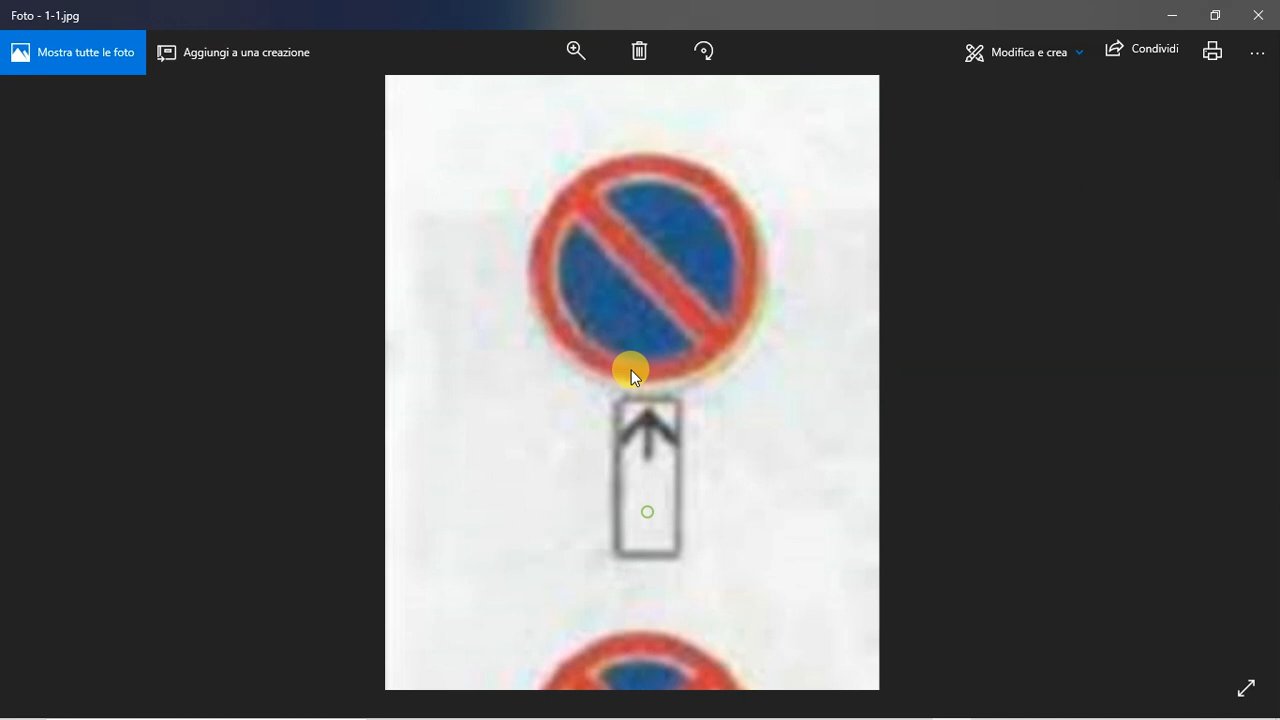 Foto - 1-1.jpg
Mostra tutte le foto
Aggiungi a una creazione
Modifica e crea
Condividi